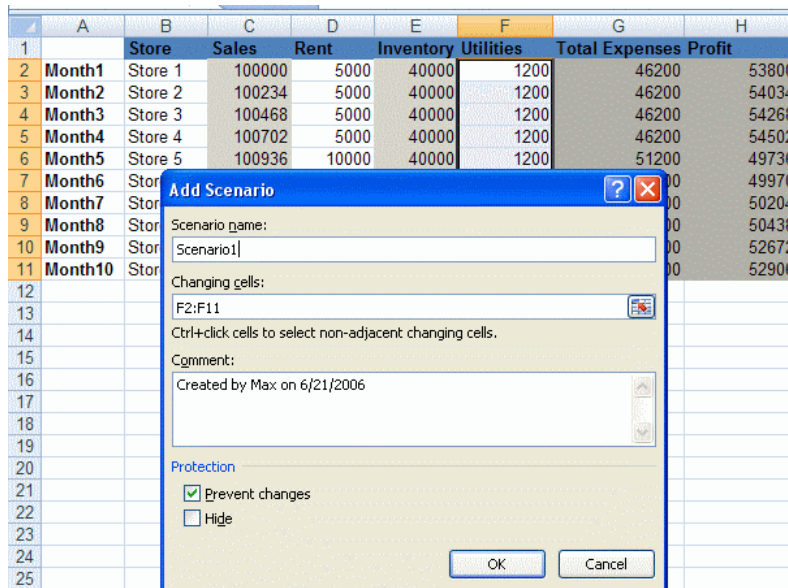 A B C D E F G H
1 Store Sales Rent Inventory Utilities Total Expenses Profit
2 Month1 Store 1 100000 5000 40000 1200 46200
3 Month2 Store 2 100234 5000 40000 1200 46200
4 Month3 Store 3 100468 5000 40000 1200 46200
5 Month4 Store 4 100702 5000 40000 1200 46200
6 Month5 Store 5 100936 10000 40000 1200 51200
7 Month6
8 Month7
9 Month8
10 Month9
11 Month10
12
13
14
15
16
17
18
19
20
21
22
23
24
25
Add Scenario
Scenario name:
Scenario1
Changing cells:
F2:F11
Ctrl+click cells to select non-adjacent changing cells.
Comment:
Created by Max on 6/21/2006
Protection
Prevent changes
Hide
OK Cancel